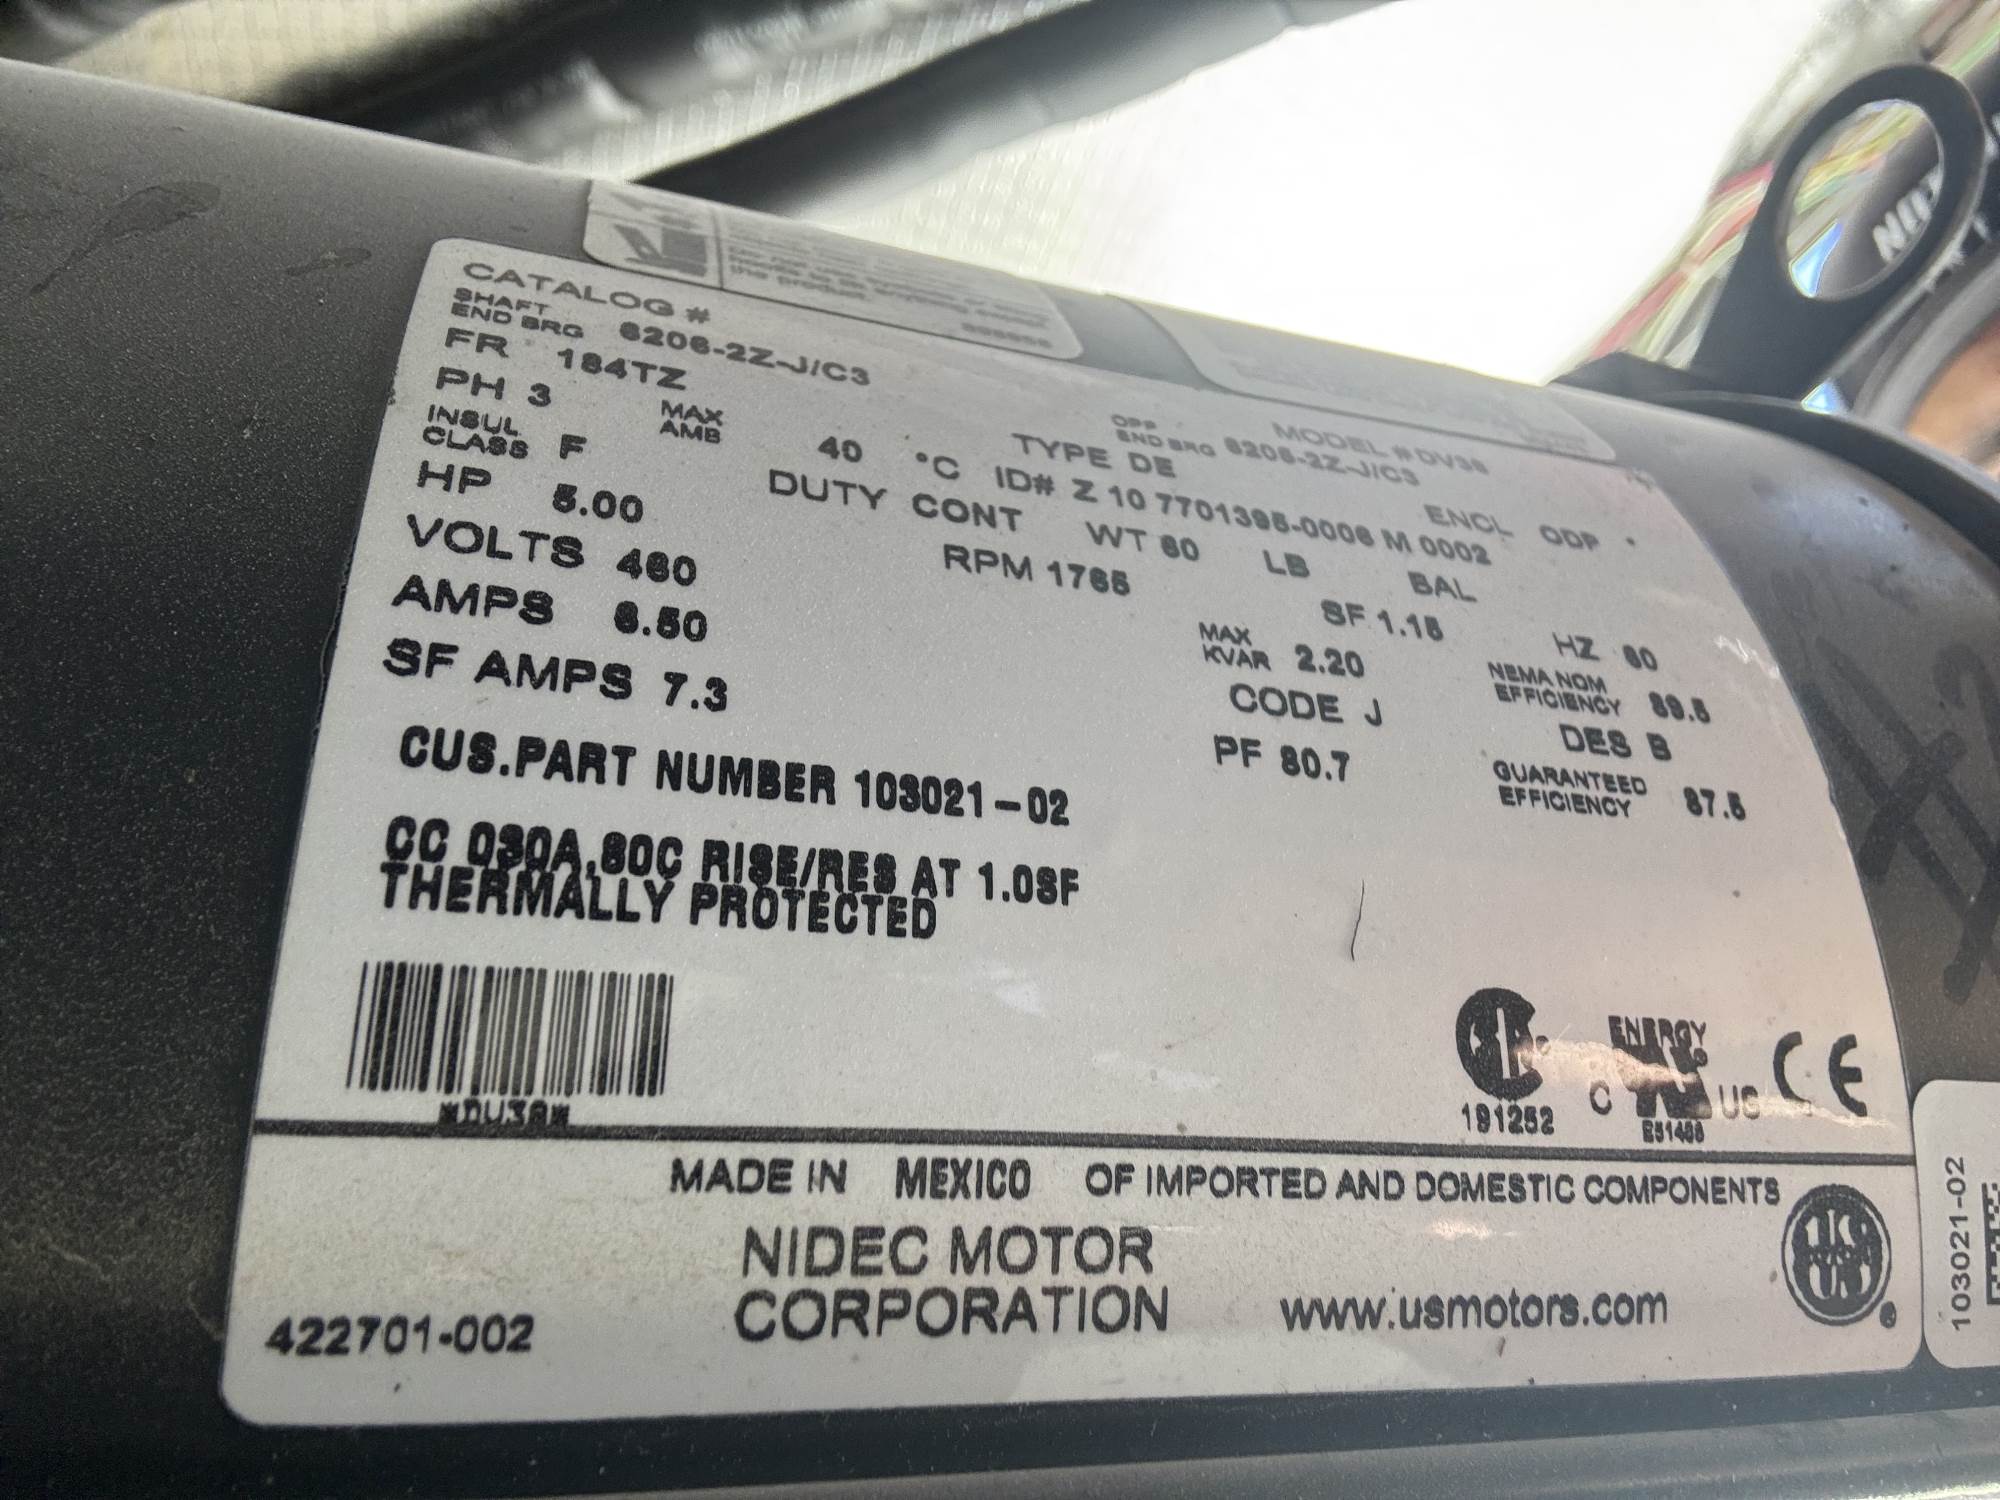 CATALOG #
MODEL # DV38
SHAFT END BRG 6206-2Z-J/C3
OPP END BRG 6205-2Z-J/C3
FR 184TZ
TYPE DE
ENCL ODP
PH 3
MAX AMB 40 °C
ID# Z 10 7701395-0006 M 0002
INSUL CLASS F
DUTY CONT
WT 80 LB
BAL
HP 5.00
RPM 1765
SF 1.15
HZ 60
VOLTS 460
MAX KVAR 2.20
NEMA NOM EFFICIENCY 89.5
AMPS 6.50
CODE J
DES B
SF AMPS 7.3
PF 80.7
GUARANTEED EFFICIENCY 87.5
CUS.PART NUMBER 103021-02
CC 030A,80C RISE/RES AT 1.0SF
THERMALLY PROTECTED
191252
ENERGY
C US CE
MADE IN MEXICO OF IMPORTED AND DOMESTIC COMPONENTS
NIDEC MOTOR
CORPORATION
www.usmotors.com
422701-002
103021-02